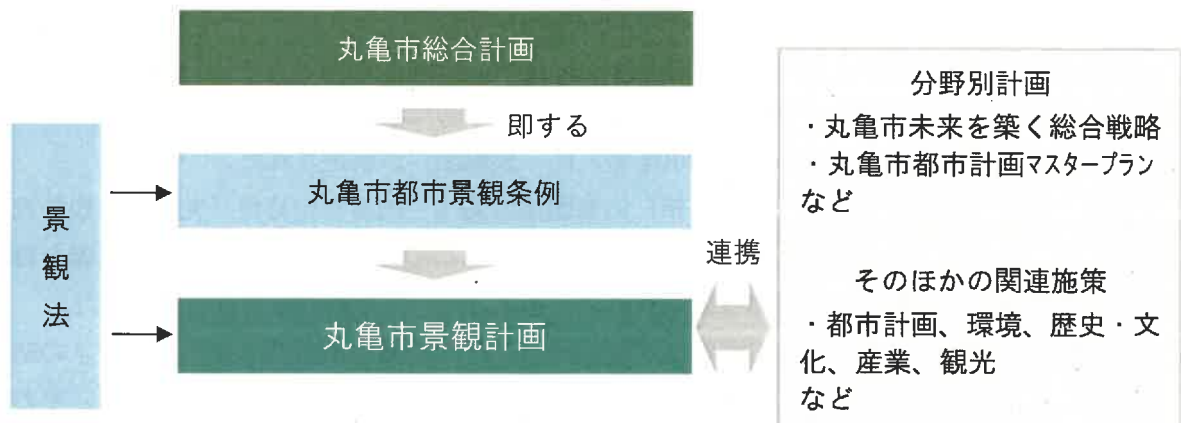 丸亀市総合計画
即する
景観法
丸亀市都市景観条例
丸亀市景観計画
連携
分野別計画
・丸亀市未来を築く総合戦略
・丸亀市都市計画マスタープラン
など
そのほかの関連施策
・都市計画、環境、歴史・文
化、産業、観光
など